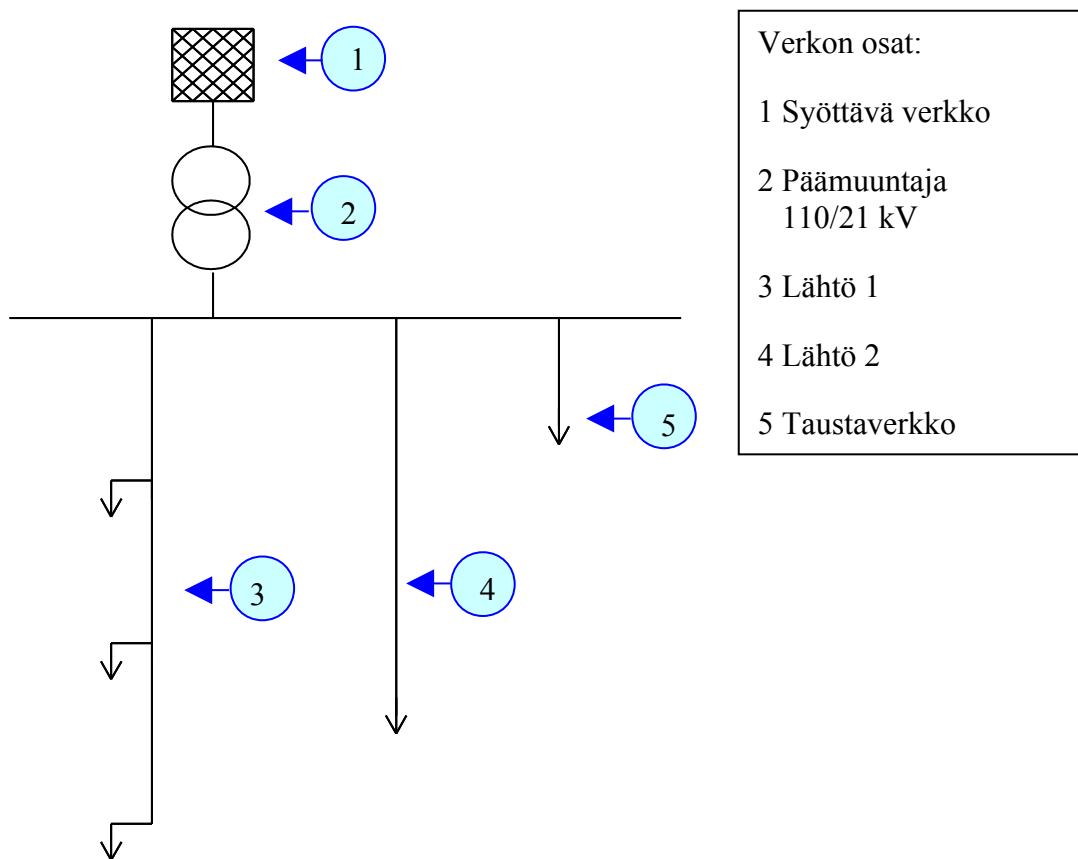 1
2
3
4
5
Verkon osat:
1 Syöttävä verkko
2 Päämuuntaja
110/21 kV
3 Lähtö 1
4 Lähtö 2
5 Taustaverkko